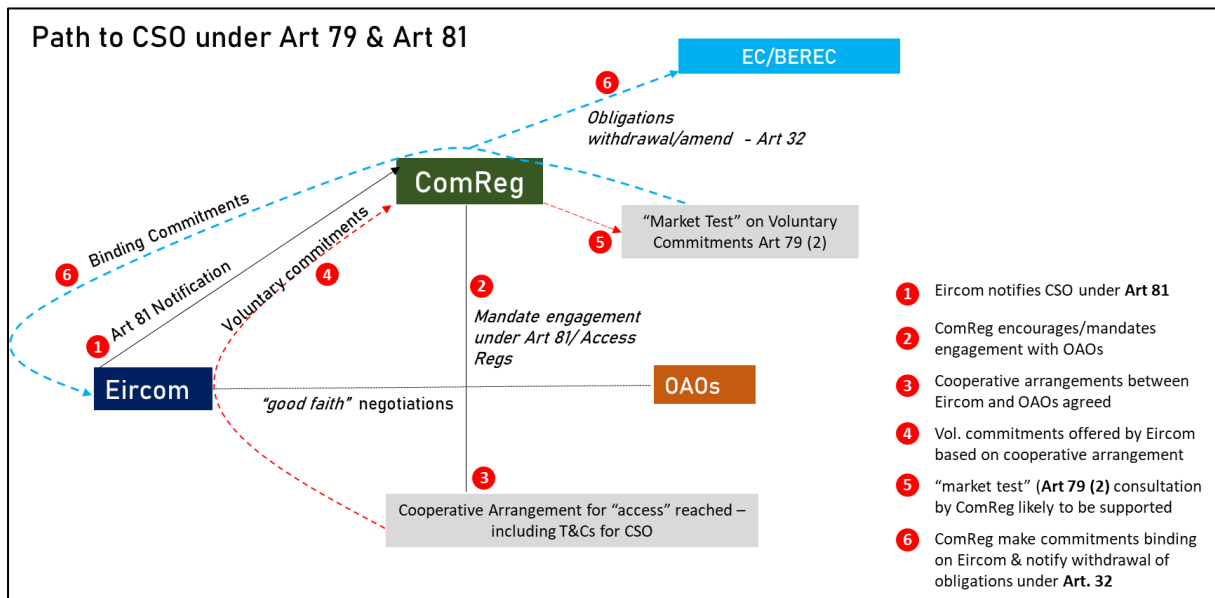 Path to CSO under Art 79 & Art 81
EC/BEREC
6
Obligations
withdrawal/amend - Art 32
ComReg
Binding Commitments
6
Art 81 Notification
1
Voluntary commitments
4
5
“Market Test” on Voluntary
Commitments Art 79 (2)
2
Mandate engagement
under Art 81/ Access
Regs
Eircom
“good faith” negotiations
OAOs
3
Cooperative Arrangement for “access” reached –
including T&Cs for CSO
1 Eircom notifies CSO under Art 81
2 ComReg encourages/mandates
engagement with OAOs
3 Cooperative arrangements between
Eircom and OAOs agreed
4 Vol. commitments offered by Eircom
based on cooperative arrangement
5 “market test” (Art 79 (2) consultation
by ComReg likely to be supported
6 ComReg make commitments binding
on Eircom & notify withdrawal of
obligations under Art. 32